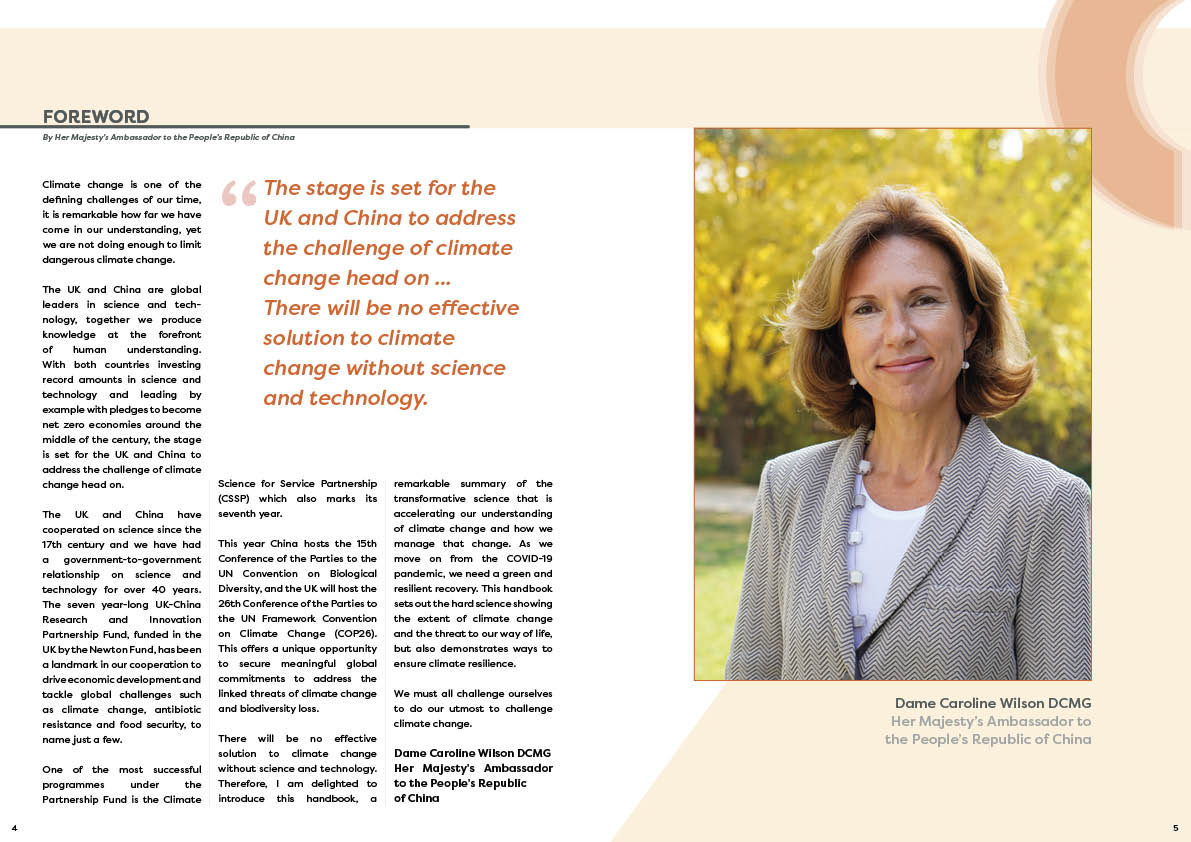 FOREWORD
By Her Majesty's Ambassador to the People's Republic of China
Climate change is one of the
defining challenges of our time,
it is remarkable how far we have
come in our understanding, yet
we are not doing enough to limit
dangerous climate change.
The UK and China are global
leaders in science and tech-
nology, together we produce
knowledge at the forefront
of human understanding.
With both countries investing
record amounts in science and
technology and leading by
example with pledges to become
net zero economies around the
middle of the century, the stage
is set for the UK and China to
address the challenge of climate
change head on.
The UK and China have
cooperated on science since the
17th century and we have had
a government-to-government
relationship on science and
technology for over 40 years.
The seven year-long UK-China
Research and Innovation
Partnership Fund, funded in the
UK by the Newton Fund, has been
a landmark in our cooperation to
drive economic development and
tackle global challenges such
as climate change, antibiotic
resistance and food security, to
name just a few.
One of the most successful
programmes under the
Partnership Fund is the Climate
“ The stage is set for the
UK and China to address
the challenge of climate
change head on ...
There will be no effective
solution to climate
change without science
and technology.
Science for Service Partnership
(CSSP) which also marks its
seventh year.
This year China hosts the 15th
Conference of the Parties to the
UN Convention on Biological
Diversity, and the UK will host the
26th Conference of the Parties to
the UN Framework Convention
on Climate Change (COP26).
This offers a unique opportunity
to secure meaningful global
commitments to address the
linked threats of climate change
and biodiversity loss.
There will be no effective
solution to climate change
without science and technology.
Therefore, I am delighted to
introduce this handbook, a
remarkable summary of the
transformative science that is
accelerating our understanding
of climate change and how we
manage that change. As we
move on from the COVID-19
pandemic, we need a green and
resilient recovery. This handbook
sets out the hard science showing
the extent of climate change
and the threat to our way of life,
but also demonstrates ways to
ensure climate resilience.
We must all challenge ourselves
to do our utmost to challenge
climate change.
Dame Caroline Wilson DCMG
Her Majesty's Ambassador
to the People's Republic
of China
Dame Caroline Wilson DCMG
Her Majesty's Ambassador to
the People's Republic of China
4
5